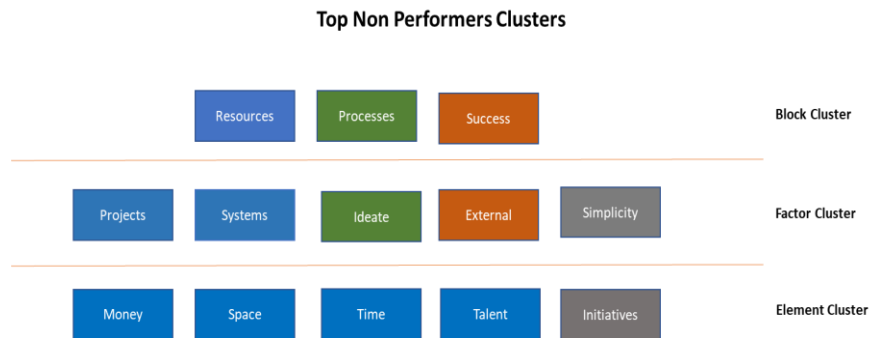 Top Non Performers Clusters
Resources Processes Success Block Cluster
Projects Systems Ideate External Simplicity Factor Cluster
Money Space Time Talent Initiatives Element Cluster